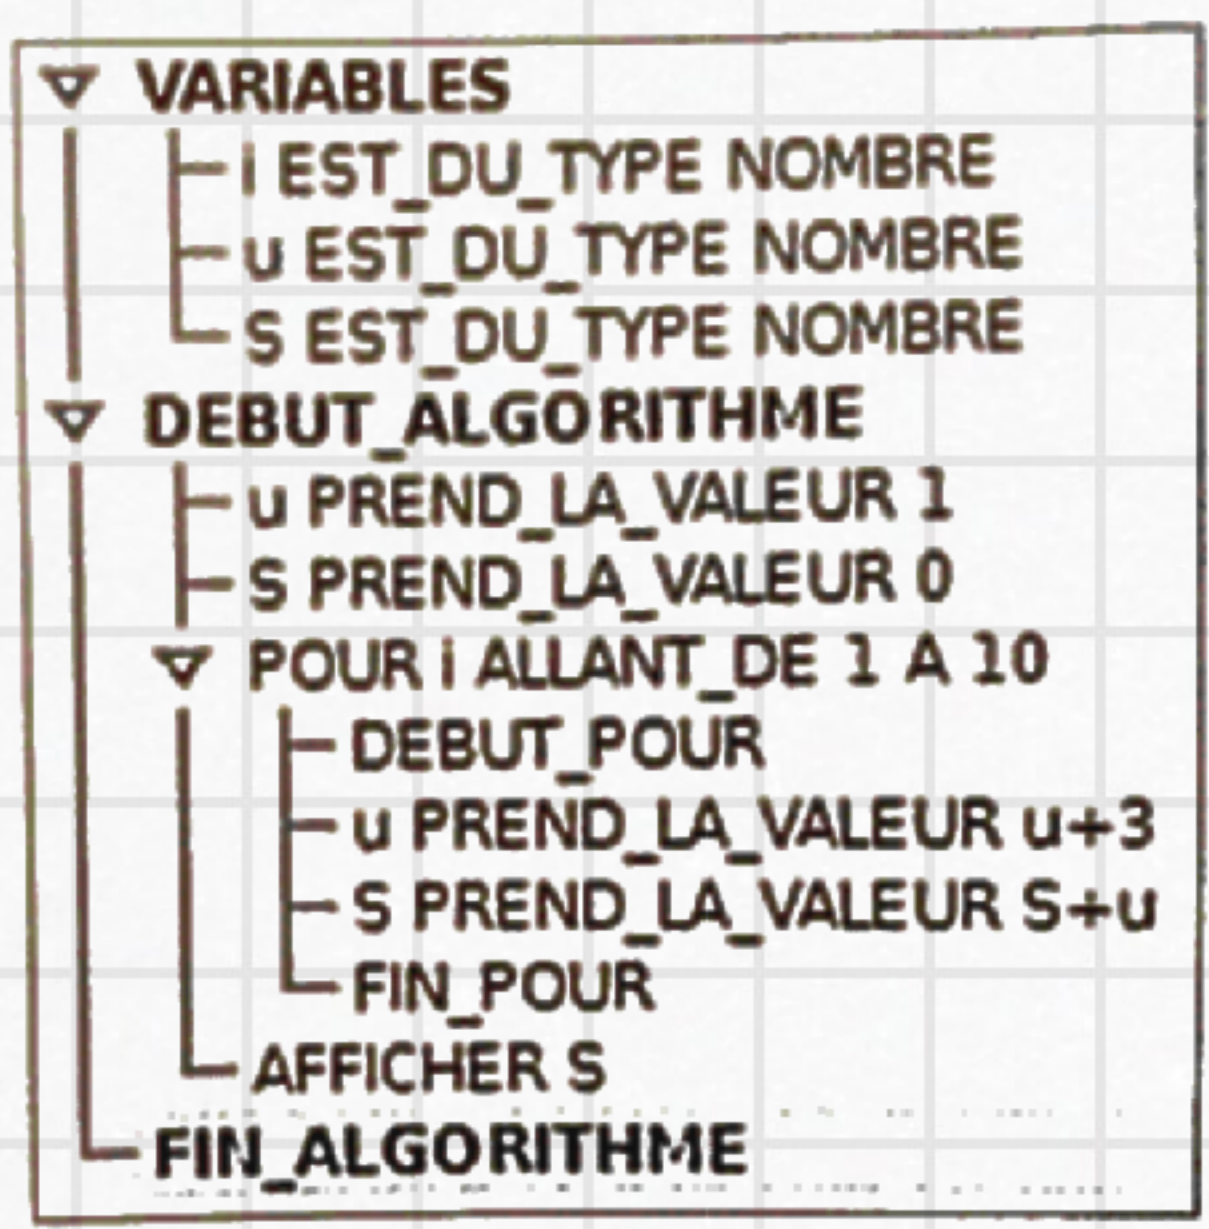 VARIABLES
i EST_DU_TYPE NOMBRE
u EST_DU_TYPE NOMBRE
S EST_DU_TYPE NOMBRE
DEBUT_ALGORITHME
u PREND_LA_VALEUR 1
S PREND_LA_VALEUR 0
POUR i ALLANT_DE 1 A 10
DEBUT_POUR
u PREND_LA_VALEUR u+3
S PREND_LA_VALEUR S+u
FIN_POUR
AFFICHER S
FIN_ALGORITHME